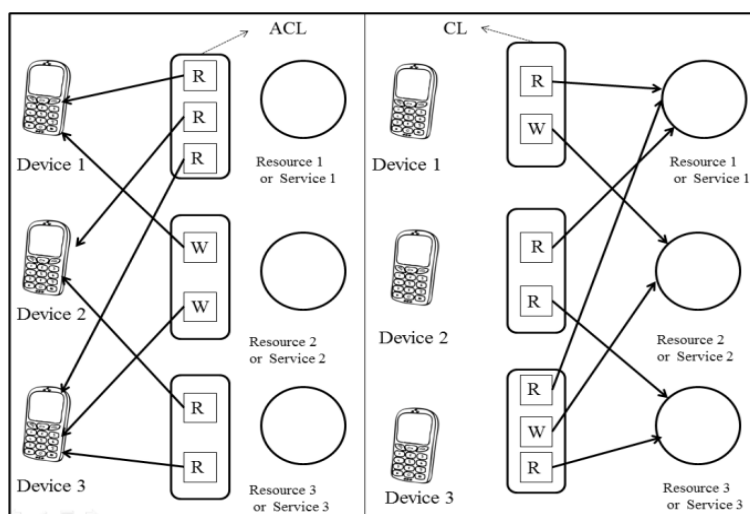 ACL
R
R
R
Device 1
Resource 1
or Service 1
W
W
Device 2
Resource 2
or Service 2
R
R
Device 3
Resource 3
or Service 3
CL
R
W
Device 1
Resource 1
or Service 1
R
R
Device 2
Resource 2
or Service 2
R
W
R
Device 3
Resource 3
or Service 3